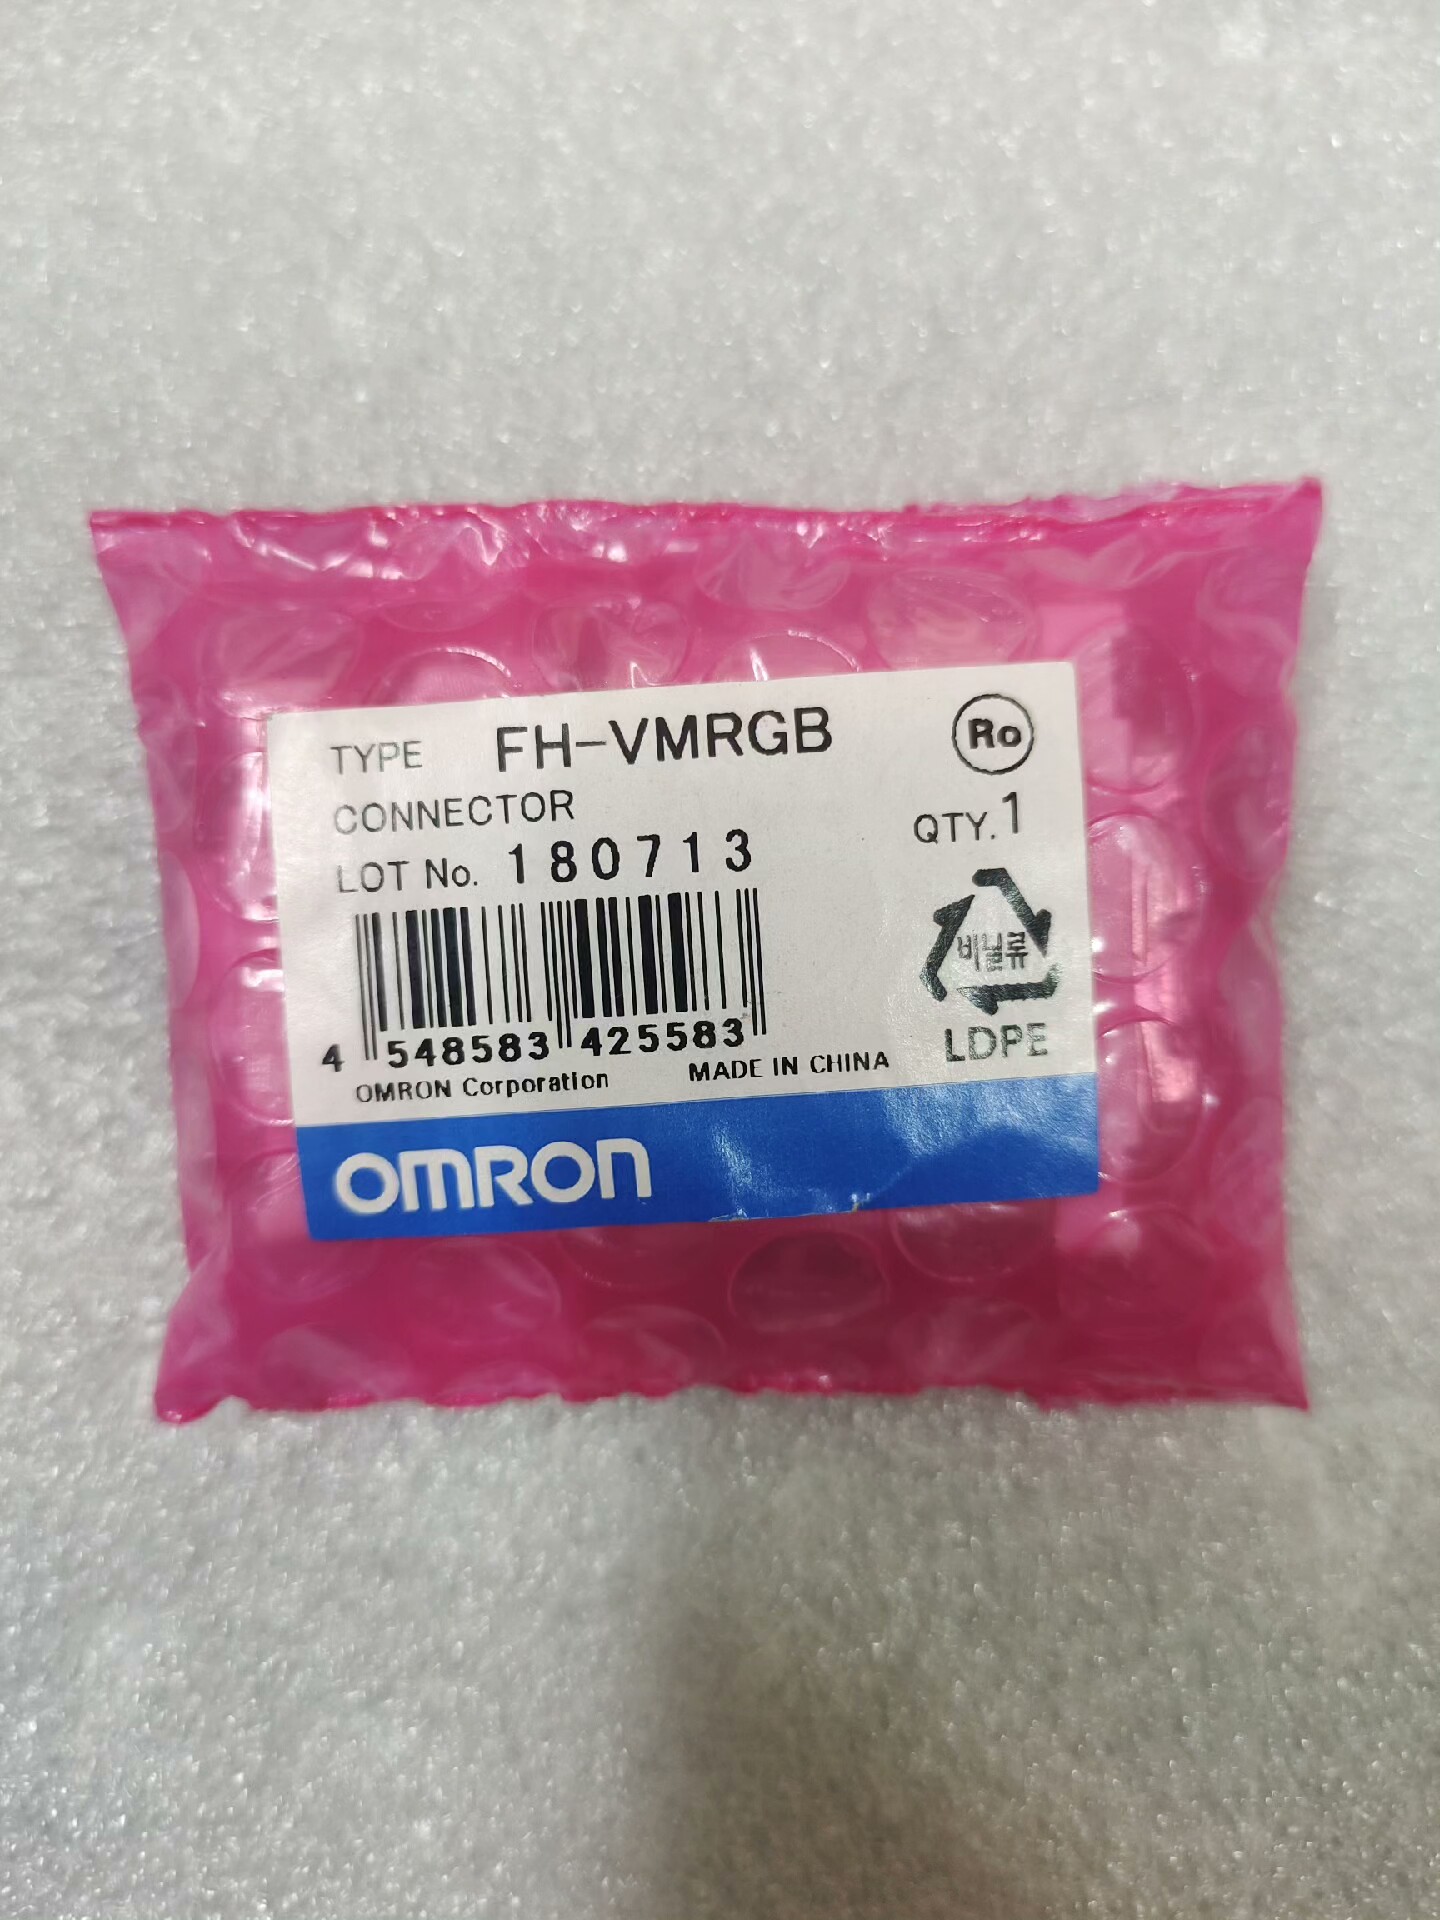 TYPE FH-VMRGB Ro
CONNECTOR
QTY.1
LOT No. 180713
비닐류
LDPE
4 548583 425583
OMRON Corporation MADE IN CHINA
OMRON